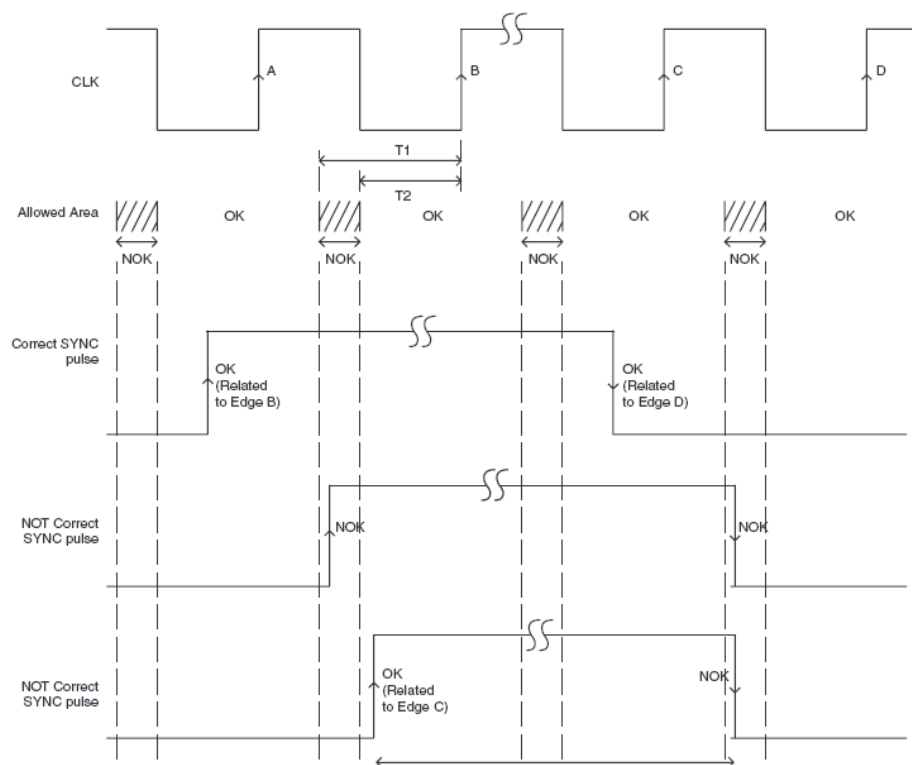 CLK
A
B
C
D
T1
T2
Allowed Area
OK
OK
OK
OK
NOK
NOK
NOK
NOK
Correct SYNC
pulse
OK
(Related
to Edge B)
OK
(Related
to Edge D)
NOT Correct
SYNC pulse
NOK
NOK
NOT Correct
SYNC pulse
OK
(Related
to Edge C)
NOK